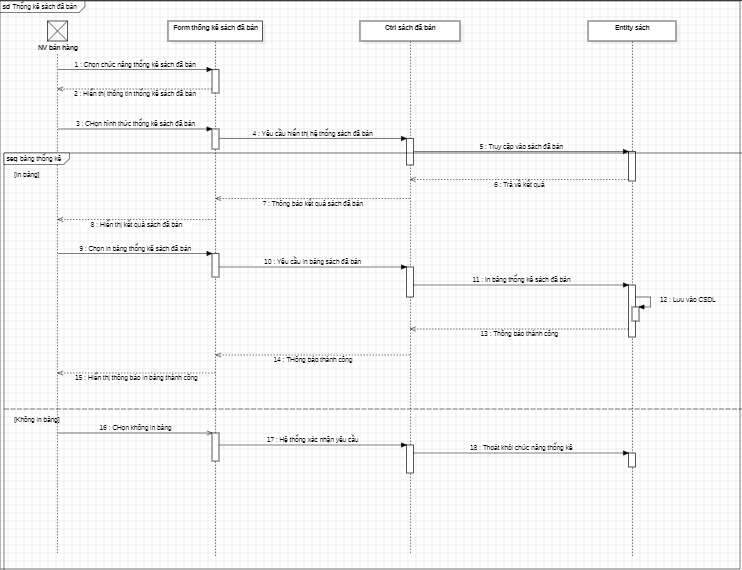 sd Thống kê sách đã bán
NV bán hàng
Form thống kê sách đã bán
Ctrl sách đã bán
Entity sách
1 : Chọn chức năng thống kê sách đã bán
2 : Hiển thị thông tin thống kê sách đã bán
3 : CHọn hình thức thống kê sách đã bán
4 : Yêu cầu hiển thị hệ thống sách đã bán
5 : Truy cập vào sách đã bán
seq bảng thống kê
[In bảng]
6 : Trả về kết quả
7 : Thông báo kết quả sách đã bán
8 : Hiển thị kết quả sách đã bán
9 : Chọn in bảng thống kê sách đã bán
10 : Yêu cầu in bảng sách đã bán
11 : In bảng thống kê sách đã bán
12 : Lưu vào CSDL
13 : Thông báo thành công
14 : THông báo thành công
15 : Hiển thị thông báo in bảng thành công
[Không in bảng]
16 : CHọn không in bảng
17 : Hệ thống xác nhận yêu cầu
18 : Thoát khỏi chức năng thống kê